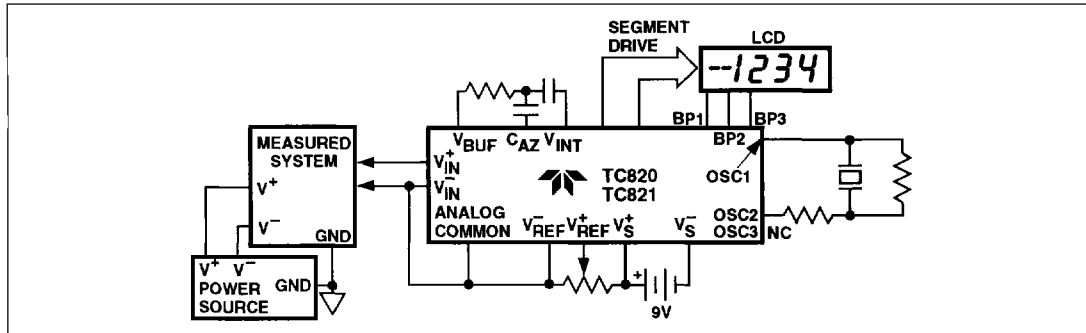 SEGMENT
DRIVE
LCD
--1234
BP1
BP2
BP3
VBUF
CAZ
VINT
MEASURED
SYSTEM
V+
V−
GND
V+IN
V−IN
TC820
TC821
OSC1
ANALOG
COMMON
V−REF
V+REF
V+S
V−S
OSC2
OSC3
NC
V+
V−
GND
POWER
SOURCE
+
9V